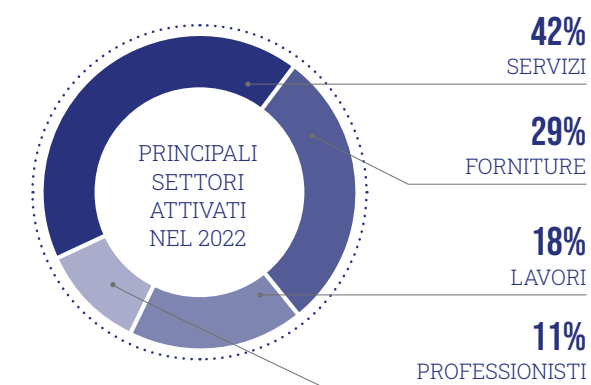 PRINCIPALI
SETTORI
ATTIVATI
NEL 2022
42%
SERVIZI
29%
FORNITURE
18%
LAVORI
11%
PROFESSIONISTI